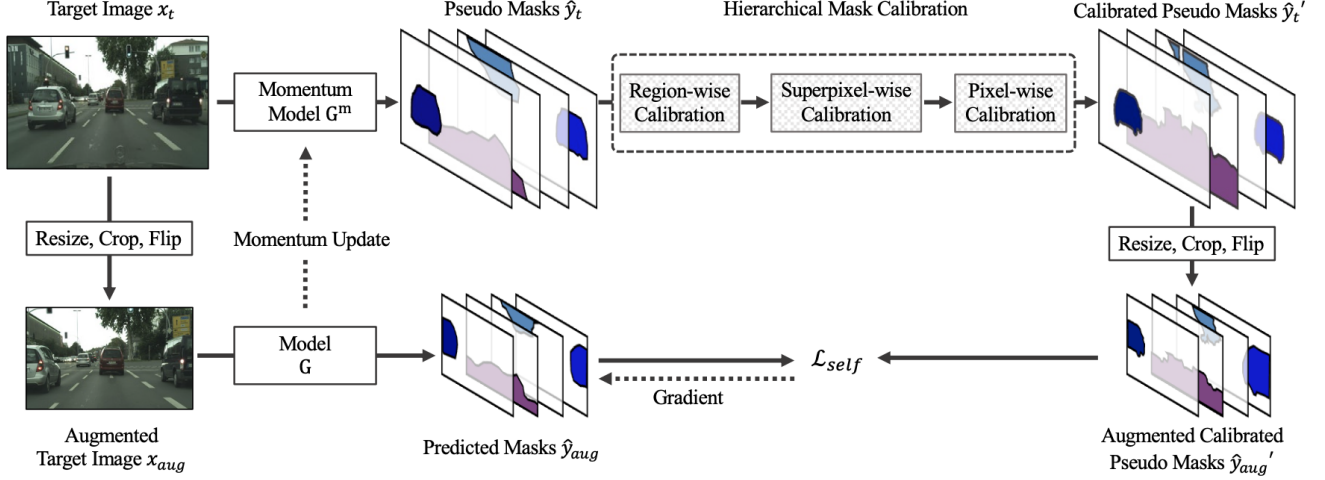 Target Image x_t
Pseudo Masks ŷ_t
Hierarchical Mask Calibration
Calibrated Pseudo Masks ŷ_t′
Momentum
Model Gᵐ
Region-wise
Calibration
Superpixel-wise
Calibration
Pixel-wise
Calibration
Resize, Crop, Flip
Momentum Update
Resize, Crop, Flip
Model
G
ℒ_self
Gradient
Augmented
Target Image x_aug
Predicted Masks ŷ_aug
Augmented Calibrated
Pseudo Masks ŷ_aug′